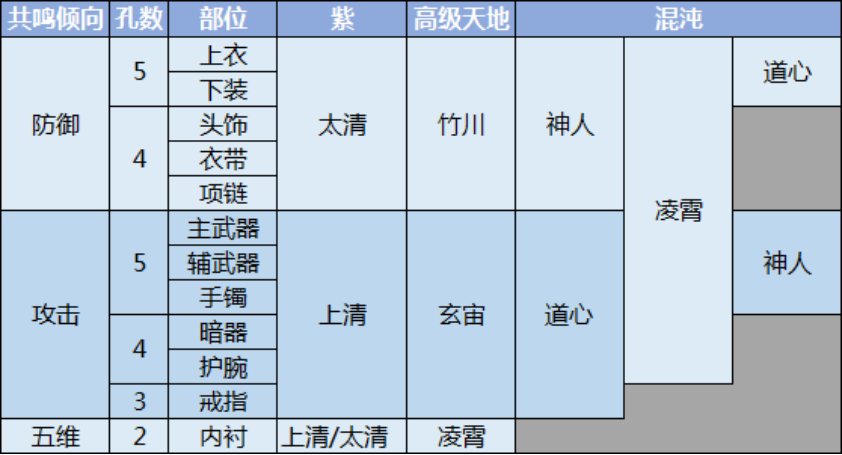 共鸣倾向 孔数 部位 紫 高级天地 混沌
防御 5 上衣 太清 竹川 神人 凌霄 道心
下装
4 头饰
衣带
项链
攻击 5 主武器 上清 玄宙 道心 神人
辅武器
手镯
4 暗器
护腕
3 戒指
五维 2 内衬 上清/太清 凌霄